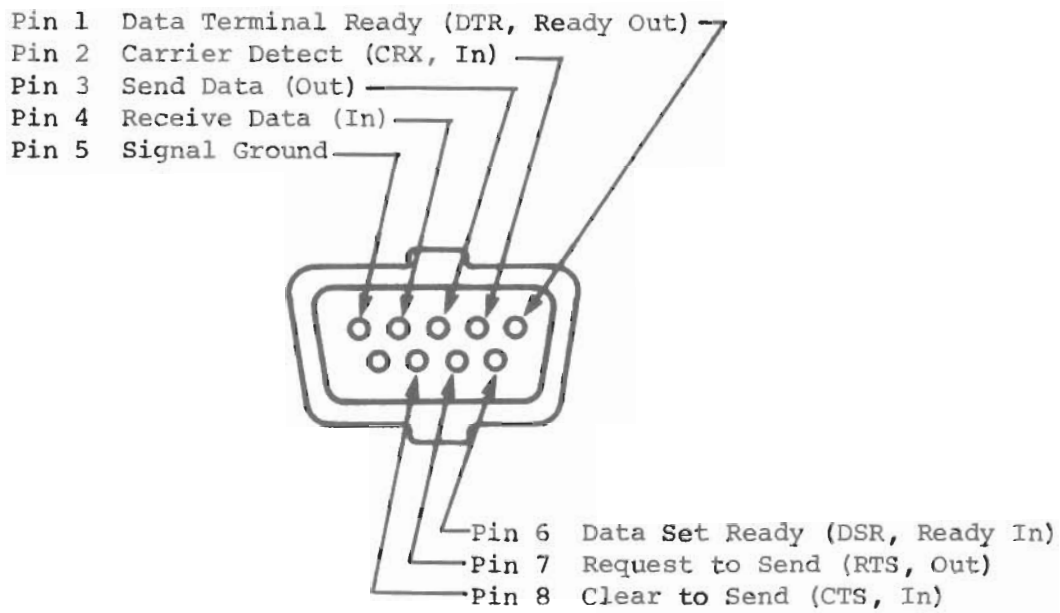 Pin 1 Data Terminal Ready (DTR, Ready Out)
Pin 2 Carrier Detect (CRX, In)
Pin 3 Send Data (Out)
Pin 4 Receive Data (In)
Pin 5 Signal Ground
Pin 6 Data Set Ready (DSR, Ready In)
Pin 7 Request to Send (RTS, Out)
Pin 8 Clear to Send (CTS, In)